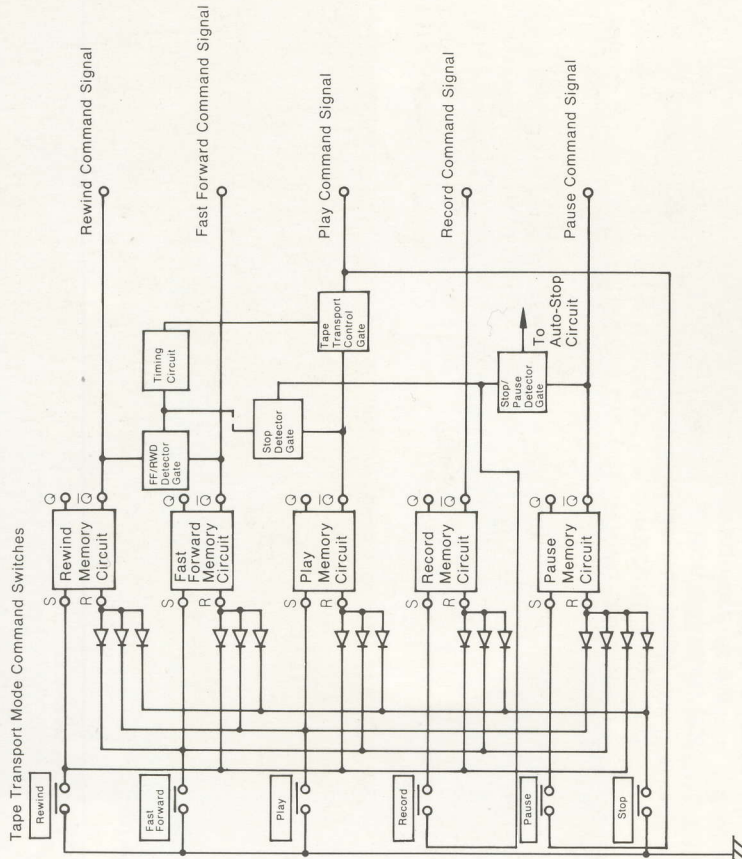 Tape Transport Mode Command Switches
Rewind
S
R
Rewind
Memory
Circuit
Q
Q̅
FF/RWD
Detector
Gate
Timing
Circuit
Rewind Command Signal
Fast
Forward
S
R
Fast
Forward
Memory
Circuit
Q
Q̅
Fast Forward Command Signal
Stop
Detector
Gate
Play
S
R
Play
Memory
Circuit
Q
Q̅
Tape
Transport
Control
Gate
Play Command Signal
Record
S
R
Record
Memory
Circuit
Q
Q̅
Record Command Signal
Stop/
Pause
Detector
Gate
To
Auto-Stop
Circuit
Pause
S
R
Pause
Memory
Circuit
Q
Q̅
Pause Command Signal
Stop